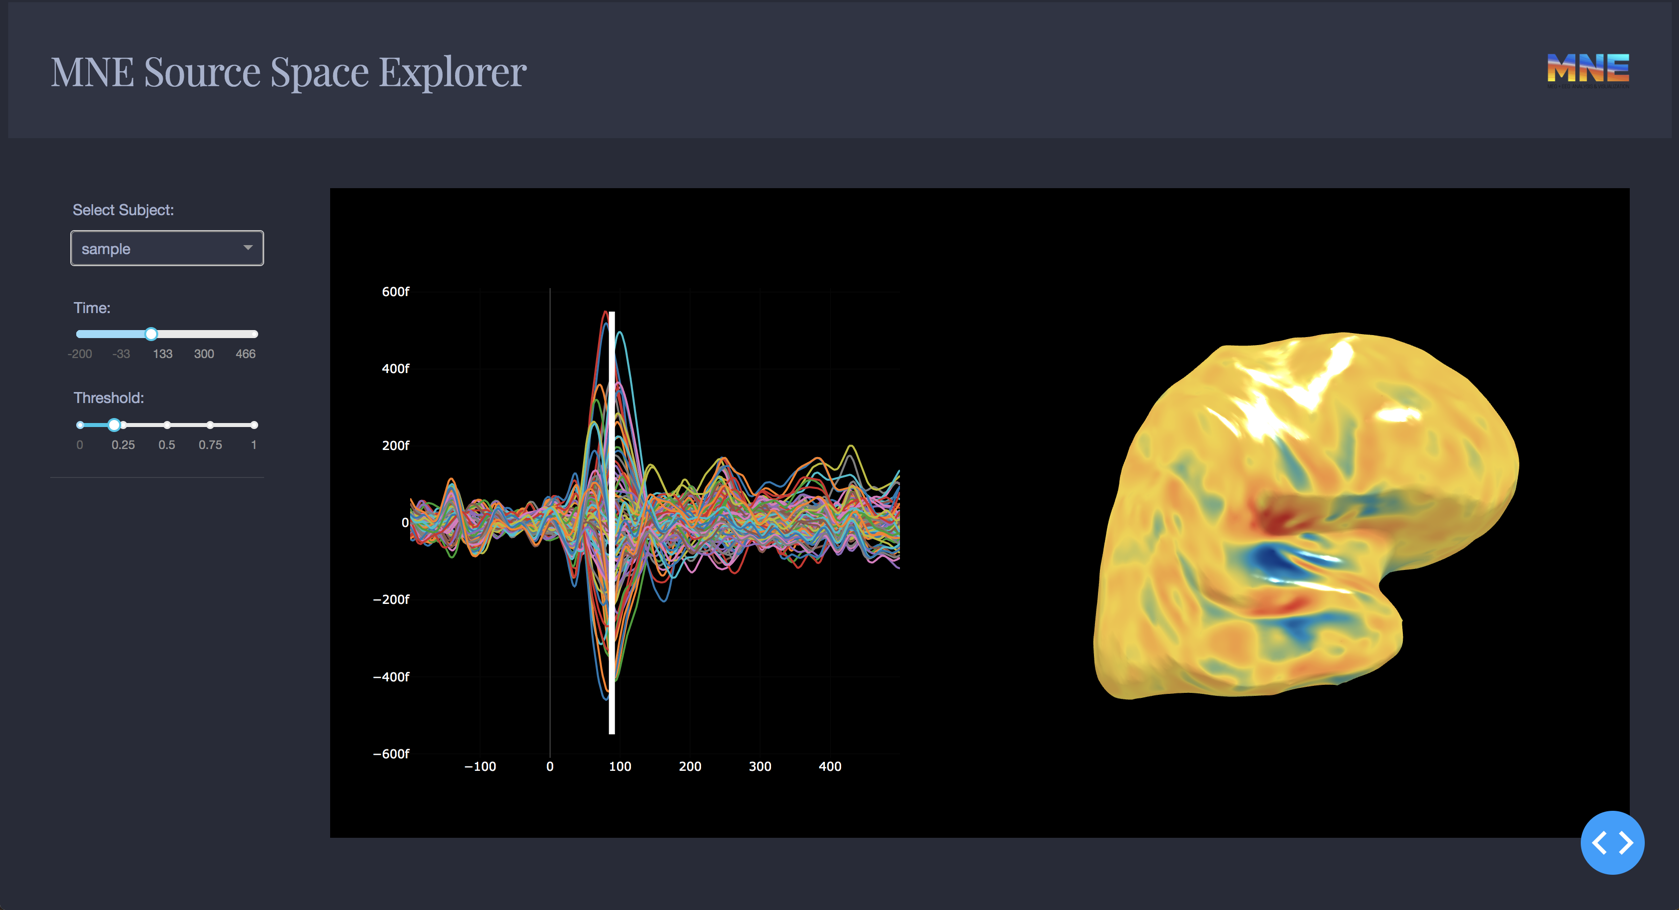 MNE Source Space Explorer
MNE
Select Subject:
sample
Time:
-200 -33 133 300 466
Threshold:
0 0.25 0.5 0.75 1
600f
400f
200f
0
−200f
−400f
−600f
−100 0 100 200 300 400